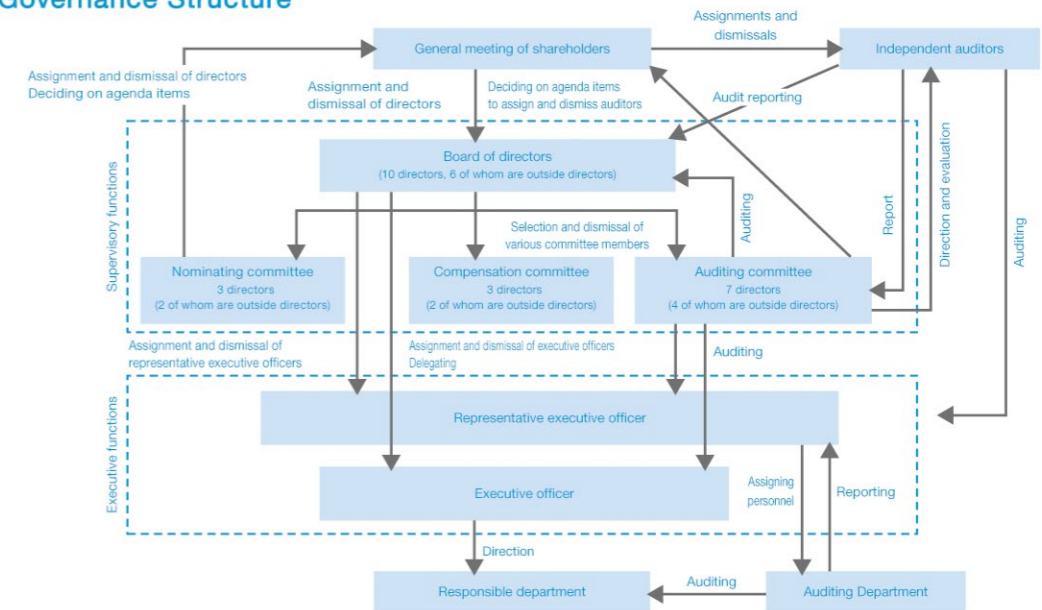 Governance Structure
Assignments and
dismissals
General meeting of shareholders
Independent auditors
Assignment and dismissal of directors
Deciding on agenda items
Assignment and
dismissal of directors
Deciding on agenda items
to assign and dismiss auditors
Audit reporting
Supervisory functions
Board of directors
(10 directors, 6 of whom are outside directors)
Auditing
Report
Direction and evaluation
Auditing
Selection and dismissal of
various committee members
Nominating committee
3 directors
(2 of whom are outside directors)
Compensation committee
3 directors
(2 of whom are outside directors)
Auditing committee
7 directors
(4 of whom are outside directors)
Assignment and dismissal of
representative executive officers
Assignment and dismissal of executive officers
Delegating
Auditing
Executive functions
Representative executive officer
Executive officer
Assigning
personnel
Reporting
Direction
Responsible department
Auditing
Auditing Department